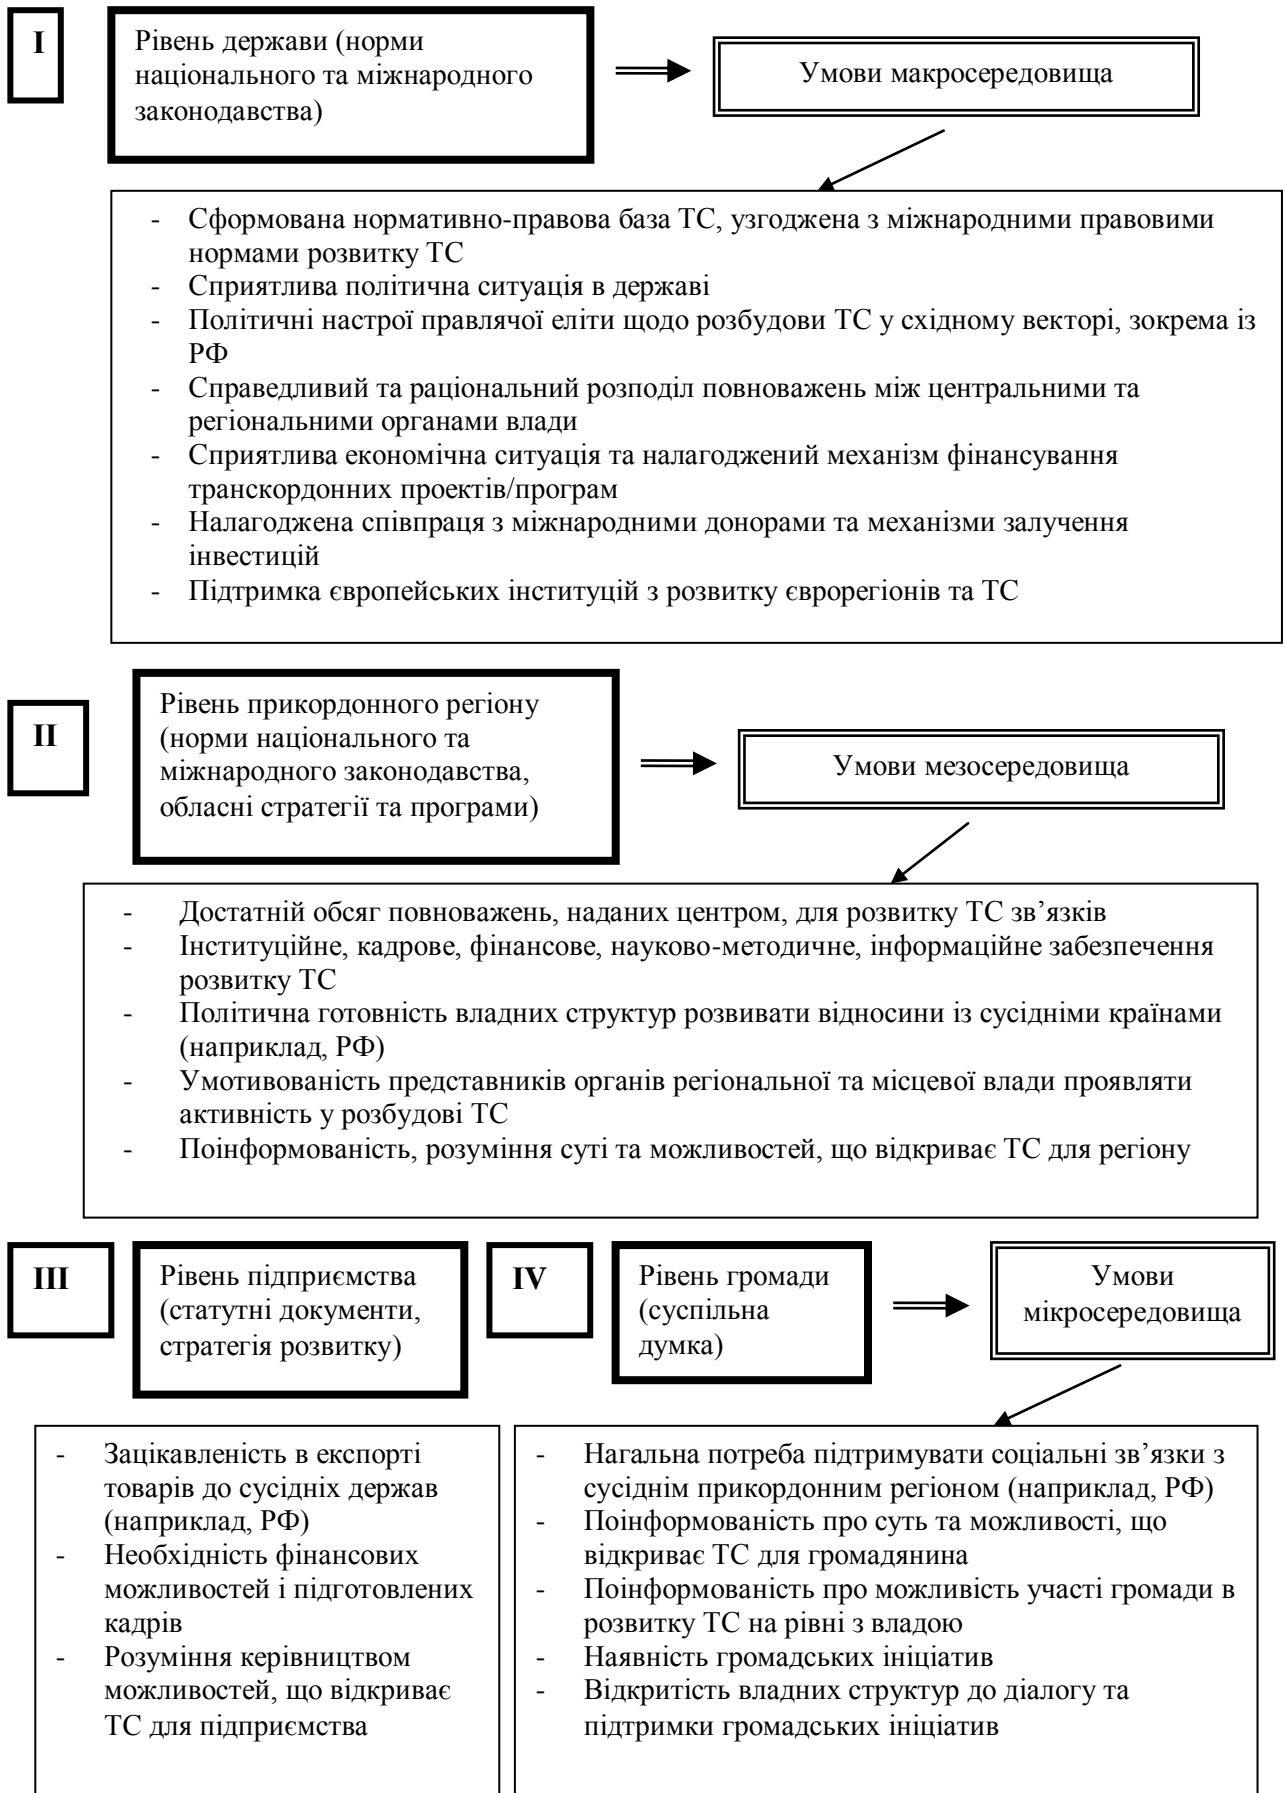 I
Рівень держави (норми
національного та міжнародного
законодавства)
Умови макросередовища
- Сформована нормативно-правова база ТС, узгоджена з міжнародними правовими
нормами розвитку ТС
- Сприятлива політична ситуація в державі
- Політичні настрої правлячої еліти щодо розбудови ТС у східному векторі, зокрема із
РФ
- Справедливий та раціональний розподіл повноважень між центральними та
регіональними органами влади
- Сприятлива економічна ситуація та налагоджений механізм фінансування
транскордонних проектів/програм
- Налагоджена співпраця з міжнародними донорами та механізми залучення
інвестицій
- Підтримка європейських інституцій з розвитку єврорегіонів та ТС
II
Рівень прикордонного регіону
(норми національного та
міжнародного законодавства,
обласні стратегії та програми)
Умови мезосередовища
- Достатній обсяг повноважень, наданих центром, для розвитку ТС зв’язків
- Інституційне, кадрове, фінансове, науково-методичне, інформаційне забезпечення
розвитку ТС
- Політична готовність владних структур розвивати відносини із сусідніми країнами
(наприклад, РФ)
- Умотивованість представників органів регіональної та місцевої влади проявляти
активність у розбудові ТС
- Поінформованість, розуміння суті та можливостей, що відкриває ТС для регіону
III
Рівень підприємства
(статутні документи,
стратегія розвитку)
IV
Рівень громади
(суспільна
думка)
Умови
мікросередовища
- Зацікавленість в експорті
товарів до сусідніх держав
(наприклад, РФ)
- Необхідність фінансових
можливостей і підготовлених
кадрів
- Розуміння керівництвом
можливостей, що відкриває
ТС для підприємства
- Нагальна потреба підтримувати соціальні зв’язки з
сусіднім прикордонним регіоном (наприклад, РФ)
- Поінформованість про суть та можливості, що
відкриває ТС для громадянина
- Поінформованість про можливість участі громади в
розвитку ТС на рівні з владою
- Наявність громадських ініціатив
- Відкритість владних структур до діалогу та
підтримки громадських ініціатив